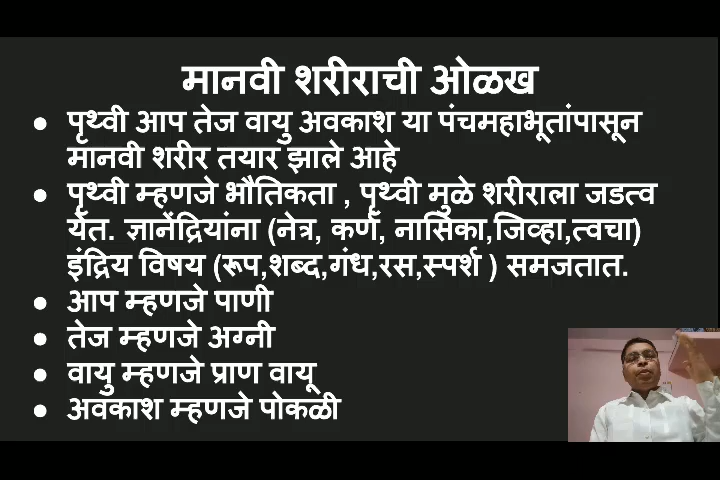 मानवी शरीराची ओळख
● पृथ्वी आप तेज वायु अवकाश या पंचमहाभूतांपासून
मानवी शरीर तयार झाले आहे
● पृथ्वी म्हणजे भौतिकता , पृथ्वी मुळे शरीराला जडत्व
येत. ज्ञानेंद्रियांना (नेत्र, कर्ण, नासिका,जिव्हा,त्वचा)
इंद्रिय विषय (रूप,शब्द,गंध,रस,स्पर्श ) समजतात.
● आप म्हणजे पाणी
● तेज म्हणजे अग्नी
● वायु म्हणजे प्राण वायू
● अवकाश म्हणजे पोकळी